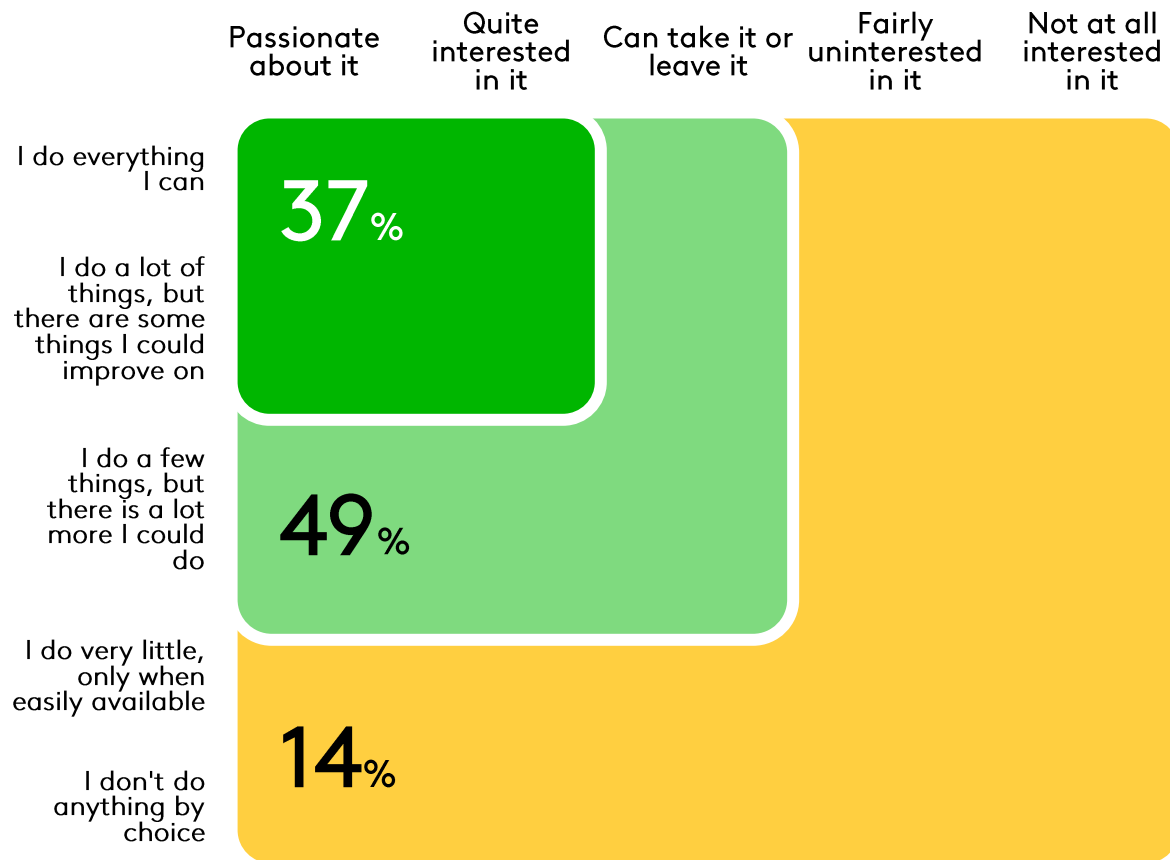 Passionate
about it
Quite
interested
in it
Can take it or
leave it
Fairly
uninterested
in it
Not at all
interested
in it
I do everything
I can
37%
I do a lot of
things, but
there are some
things I could
improve on
I do a few
things, but
there is a lot
more I could
do
49%
I do very little,
only when
easily available
14%
I don't do
anything by
choice